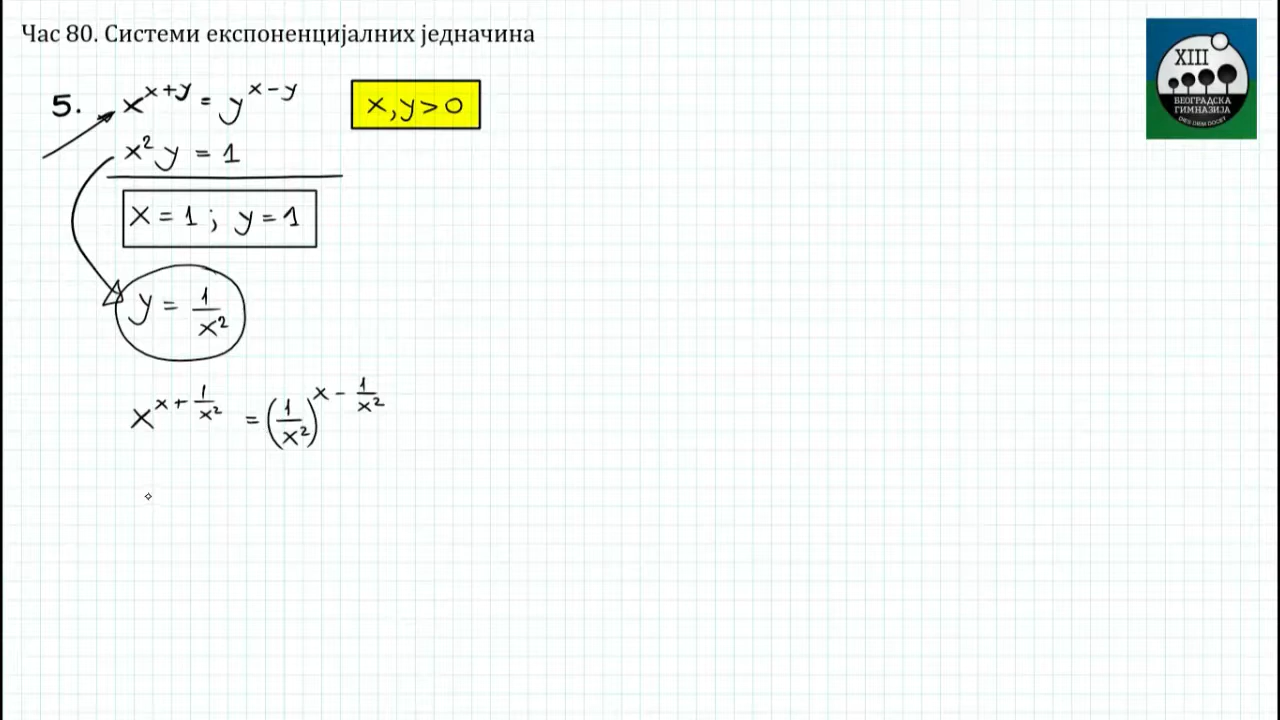 Час 80. Системи експоненцијалних једначина
XIII
БЕОГРАДСКА
ГИМНАЗИЈА
5. x^{x+y} = y^{x-y}
x, y > 0
x² y = 1
x = 1 ; y = 1
y = 1/x²
x^{x + 1/x²} = (1/x²)^{x - 1/x²}